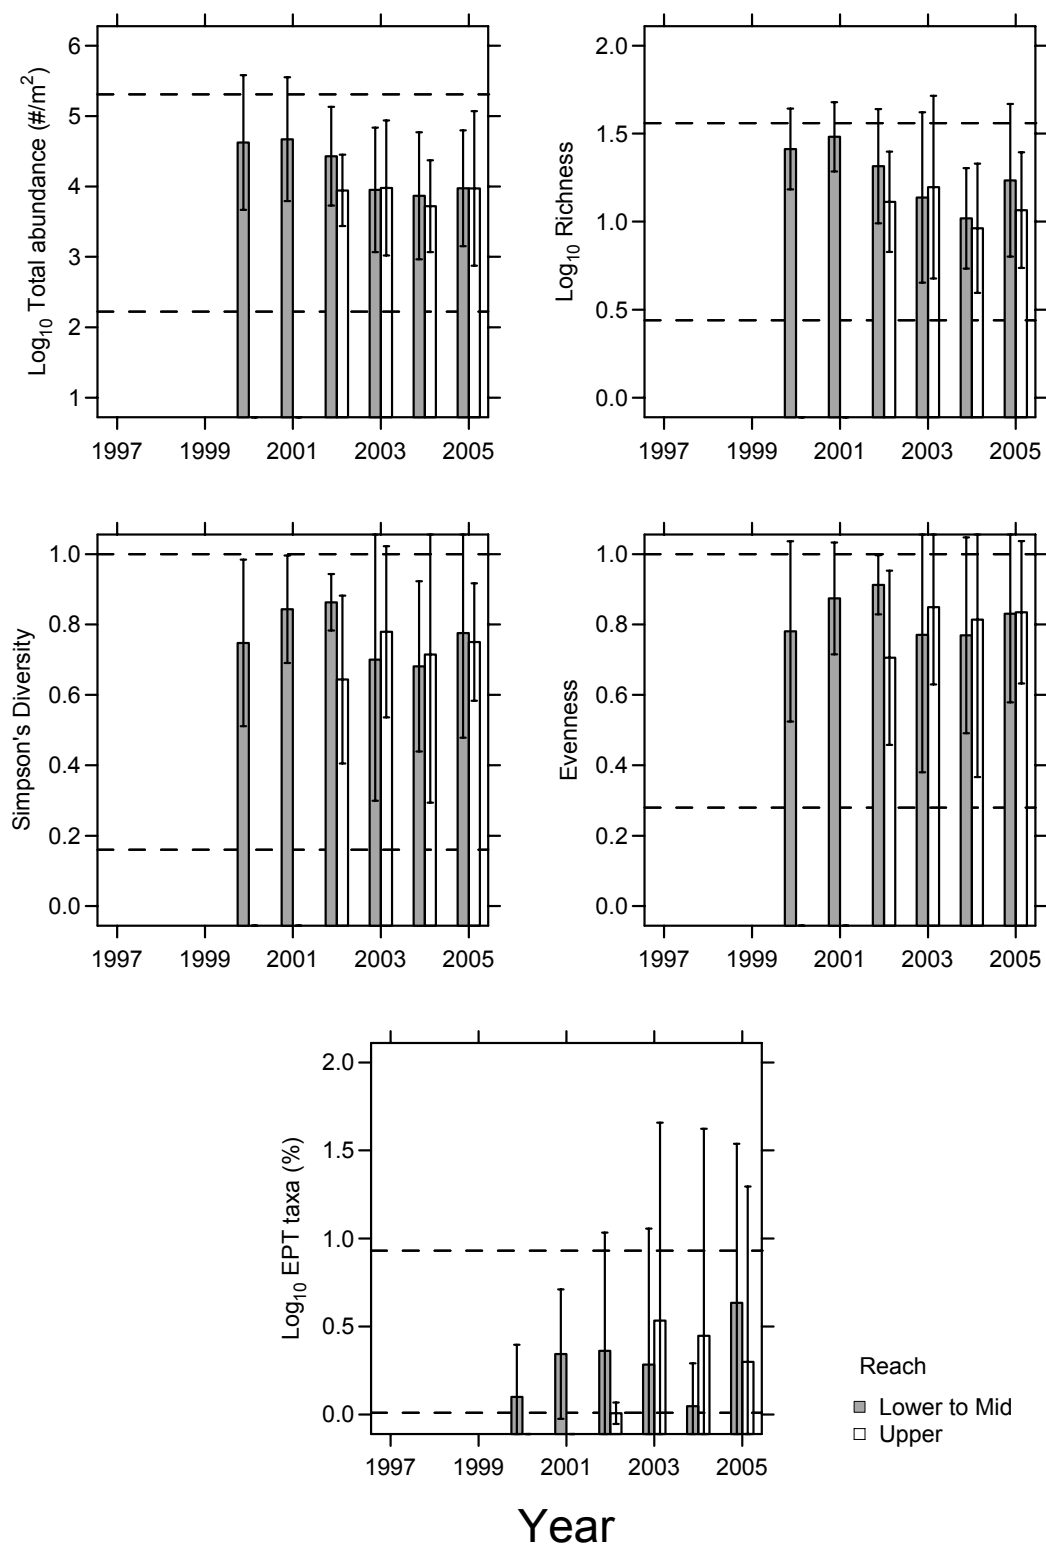 Log10 Total abundance (#/m2)
6
5
4
3
2
1
1997 1999 2001 2003 2005
Log10 Richness
2.0
1.5
1.0
0.5
0.0
1997 1999 2001 2003 2005
Simpson's Diversity
1.0
0.8
0.6
0.4
0.2
0.0
1997 1999 2001 2003 2005
Evenness
1.0
0.8
0.6
0.4
0.2
0.0
1997 1999 2001 2003 2005
Log10 EPT taxa (%)
2.0
1.5
1.0
0.5
0.0
1997 1999 2001 2003 2005
Reach
Lower to Mid
Upper
Year